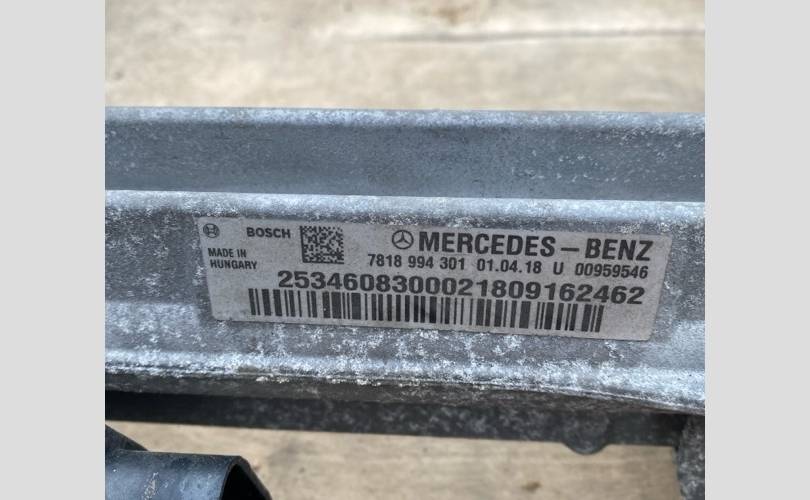 BOSCH
MADE IN
HUNGARY
MERCEDES-BENZ
7818 994 301 01.04.18 U 00959546
2534608300021809162462